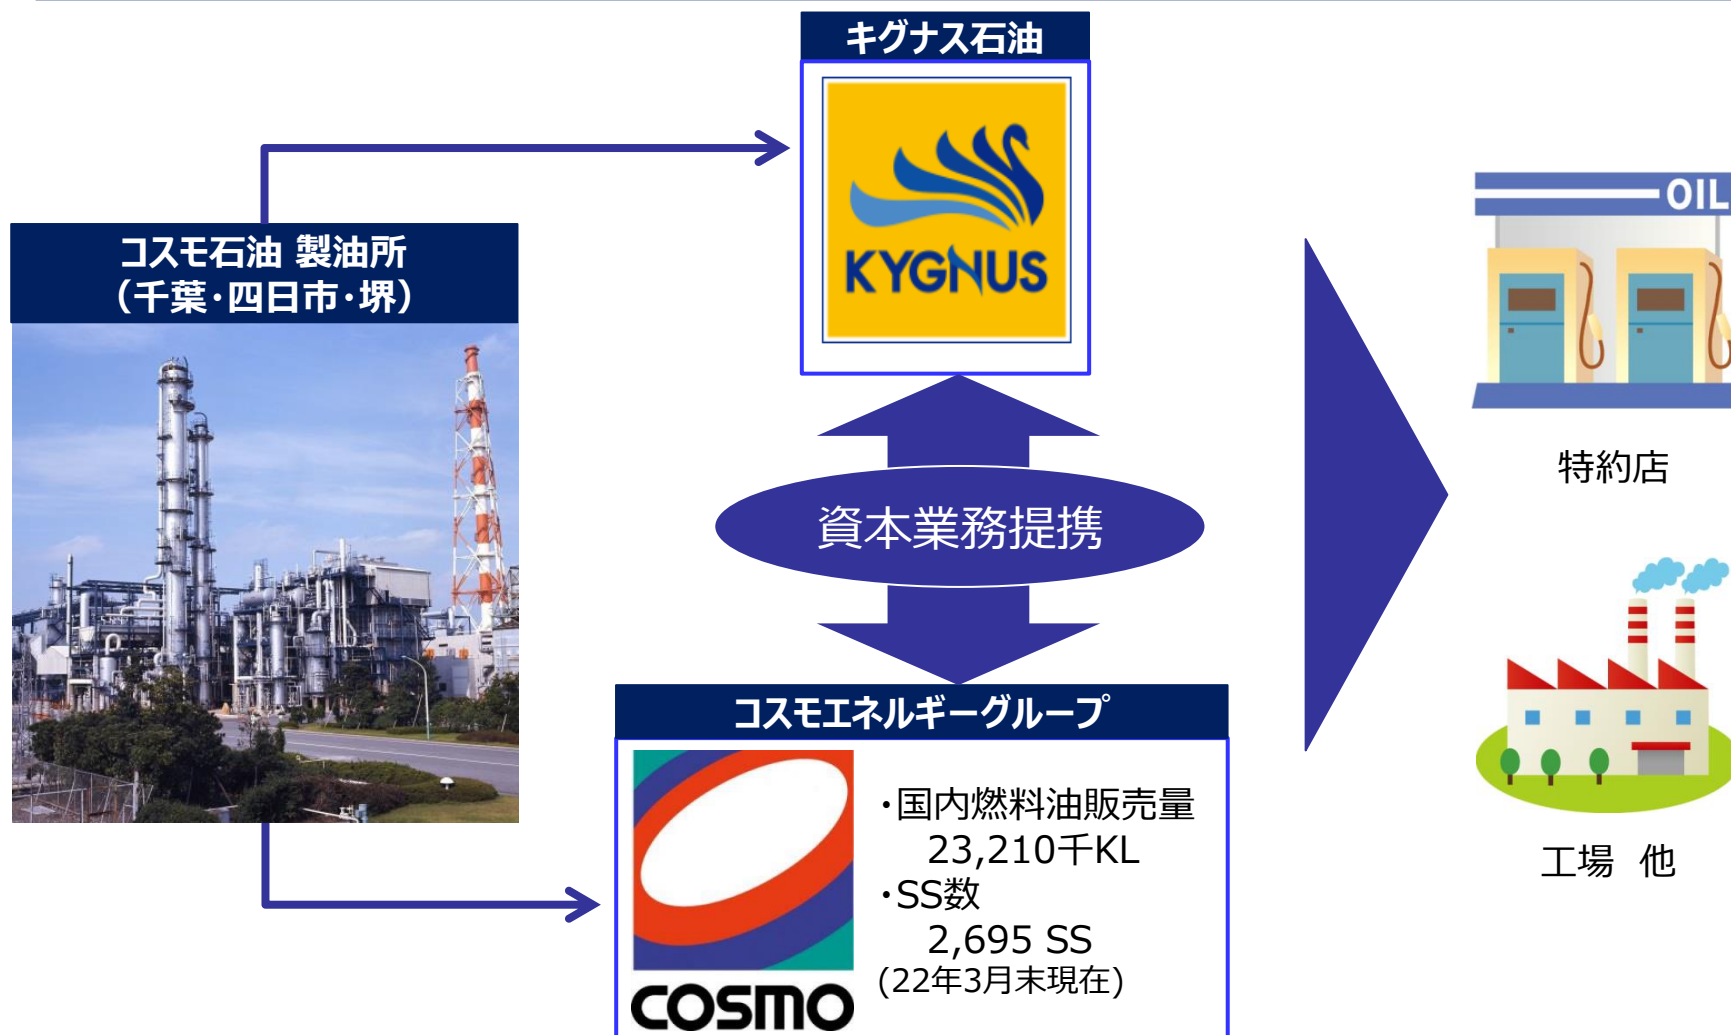 キグナス石油
KYGNUS
コスモ石油 製油所
（千葉・四日市・堺）
資本業務提携
コスモエネルギーグループ
COSMO
・国内燃料油販売量
23,210千KL
・SS数
2,695 SS
(22年3月末現在)
OIL
特約店
工場 他